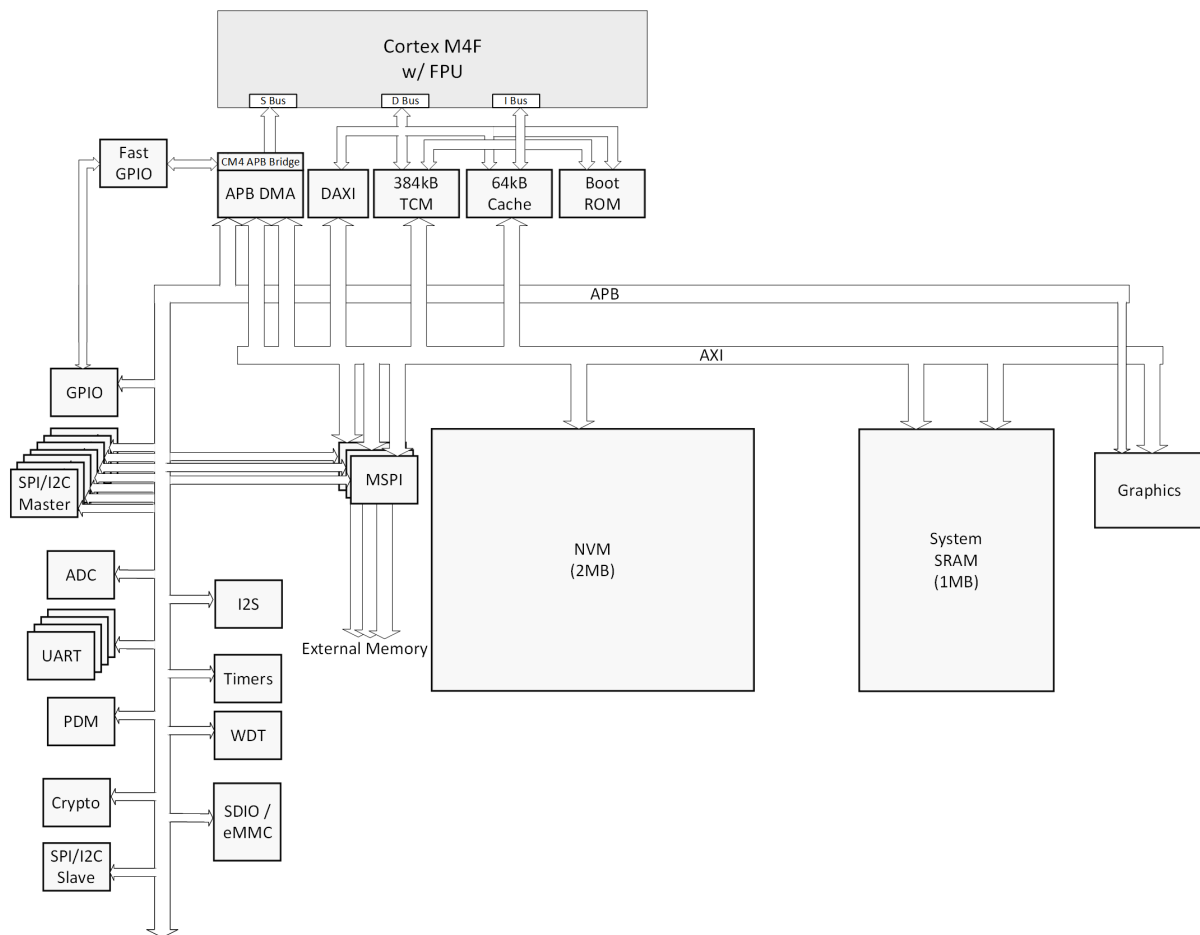 Cortex M4F
w/ FPU
S Bus
D Bus
I Bus
Fast
GPIO
CM4 APB Bridge
APB DMA
DAXI
384kB
TCM
64kB
Cache
Boot
ROM
APB
AXI
GPIO
SPI/I2C
Master
MSPI
Graphics
NVM
(2MB)
System
SRAM
(1MB)
ADC
I2S
UART
External Memory
Timers
PDM
WDT
Crypto
SDIO /
eMMC
SPI/I2C
Slave